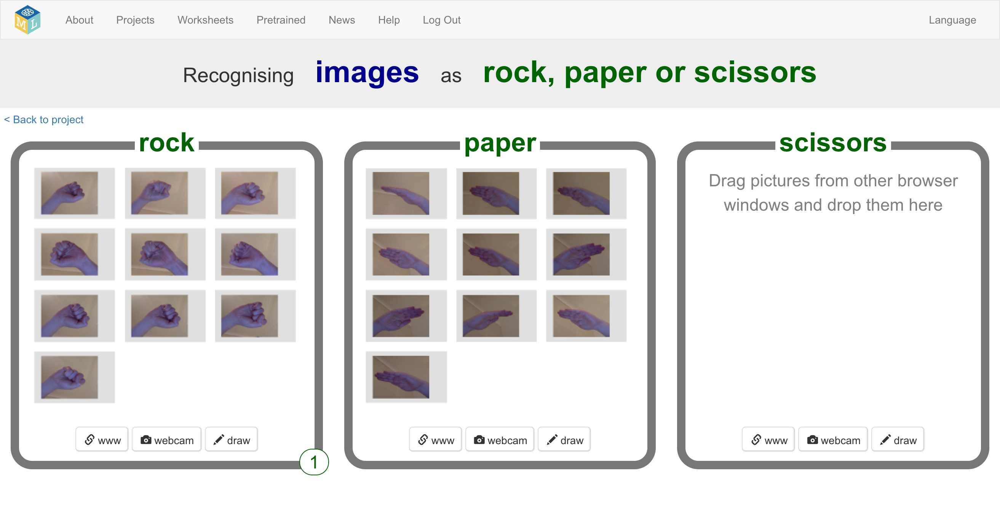 M L
About Projects Worksheets Pretrained News Help Log Out Language
Recognising images as rock, paper or scissors
< Back to project
rock
www webcam draw
1
paper
www webcam draw
scissors
Drag pictures from other browser
windows and drop them here
www webcam draw